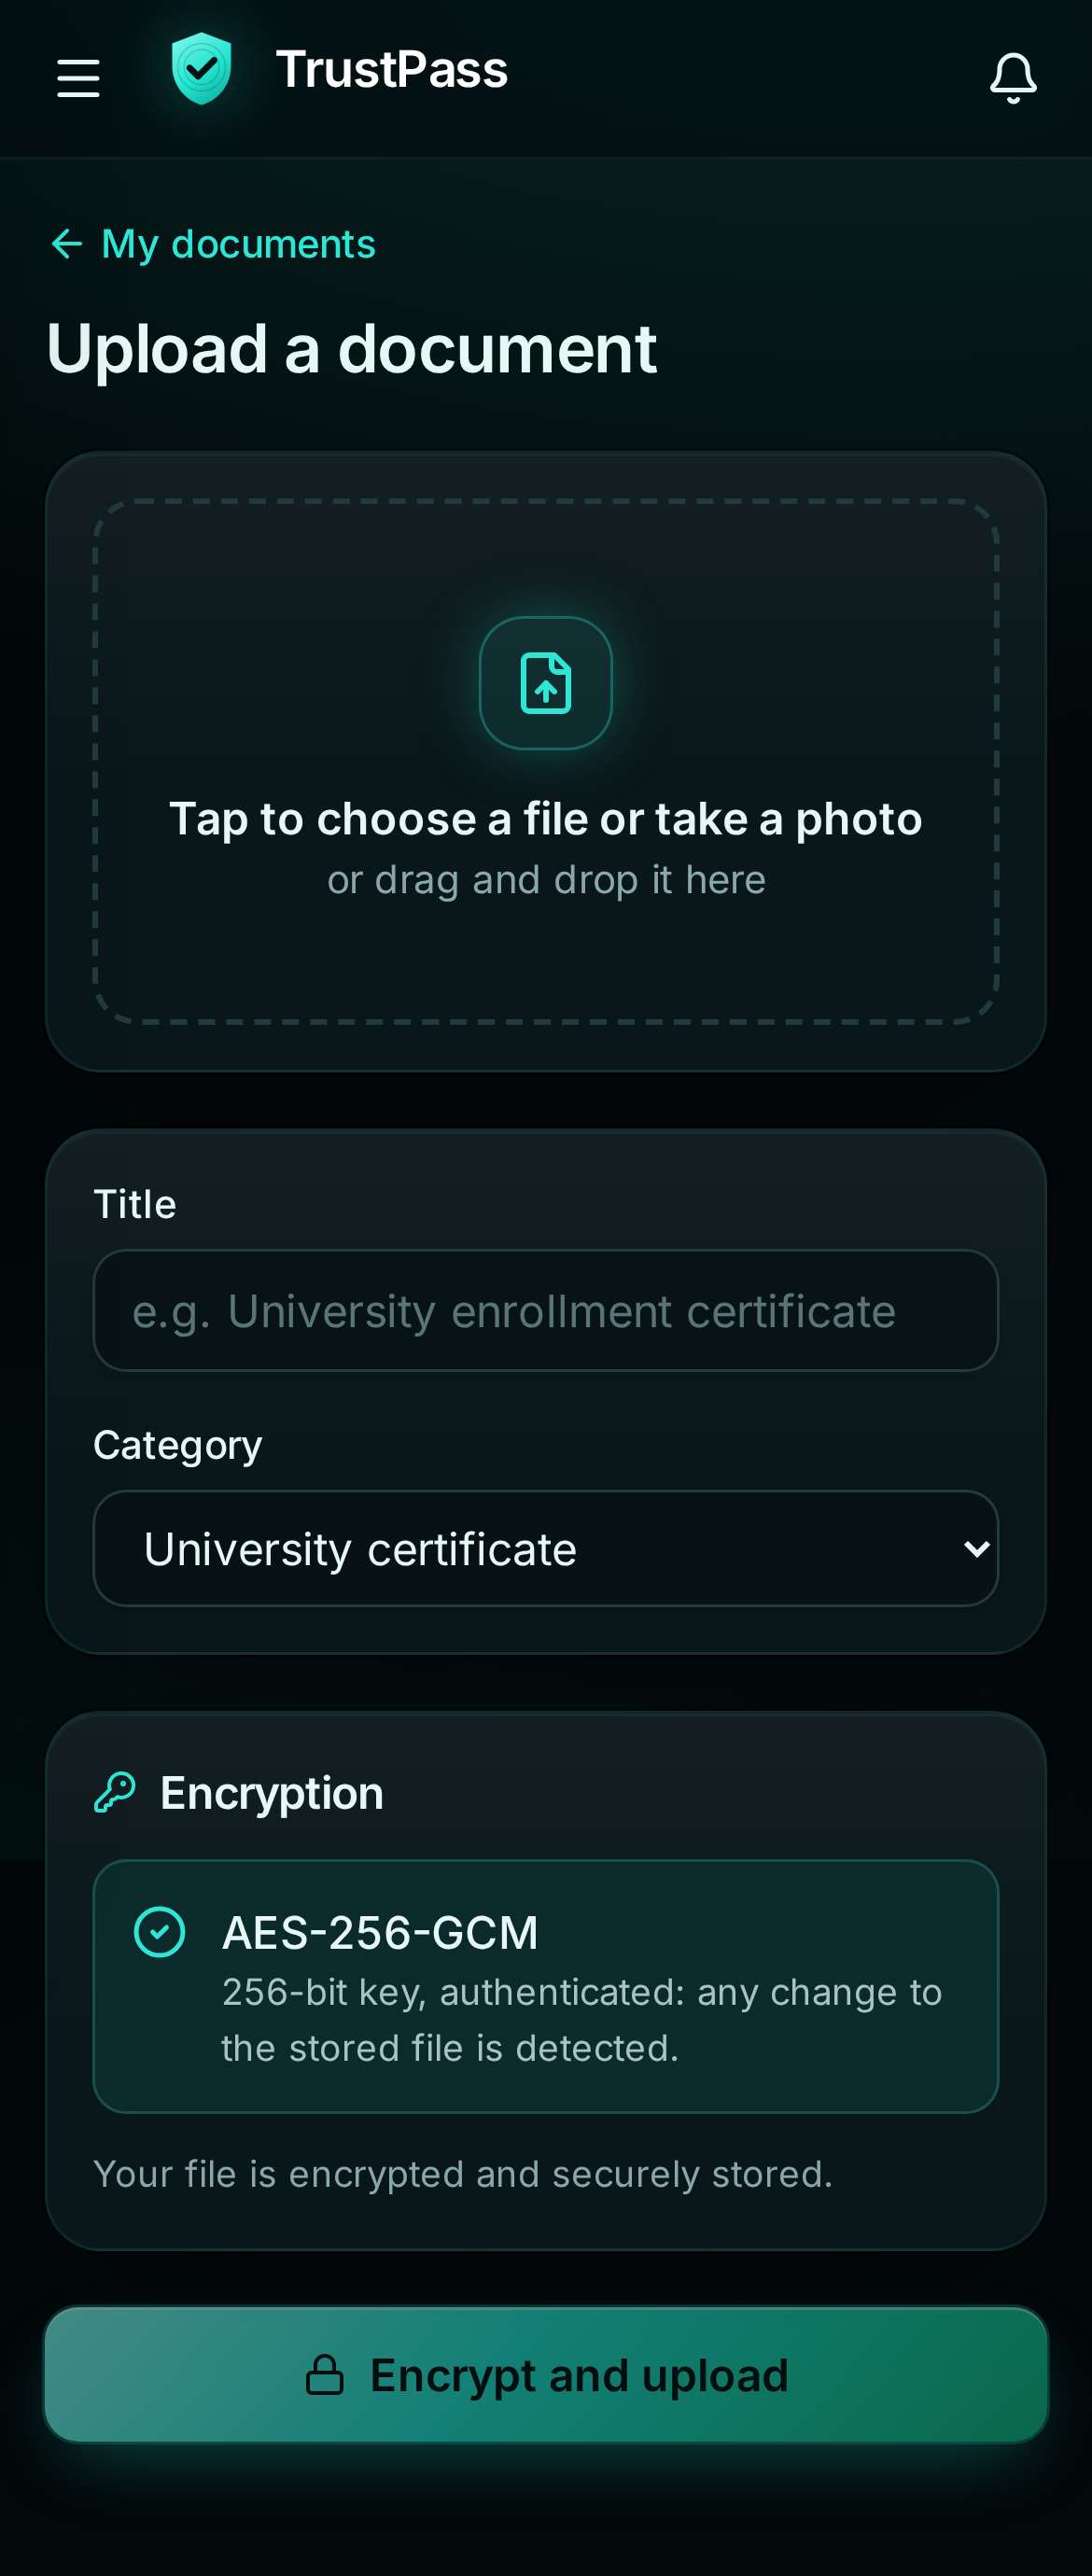 TrustPass
My documents
Upload a document
Tap to choose a file or take a photo
or drag and drop it here
Title
e.g. University enrollment certificate
Category
University certificate
Encryption
AES-256-GCM
256-bit key, authenticated: any change to
the stored file is detected.
Your file is encrypted and securely stored.
Encrypt and upload